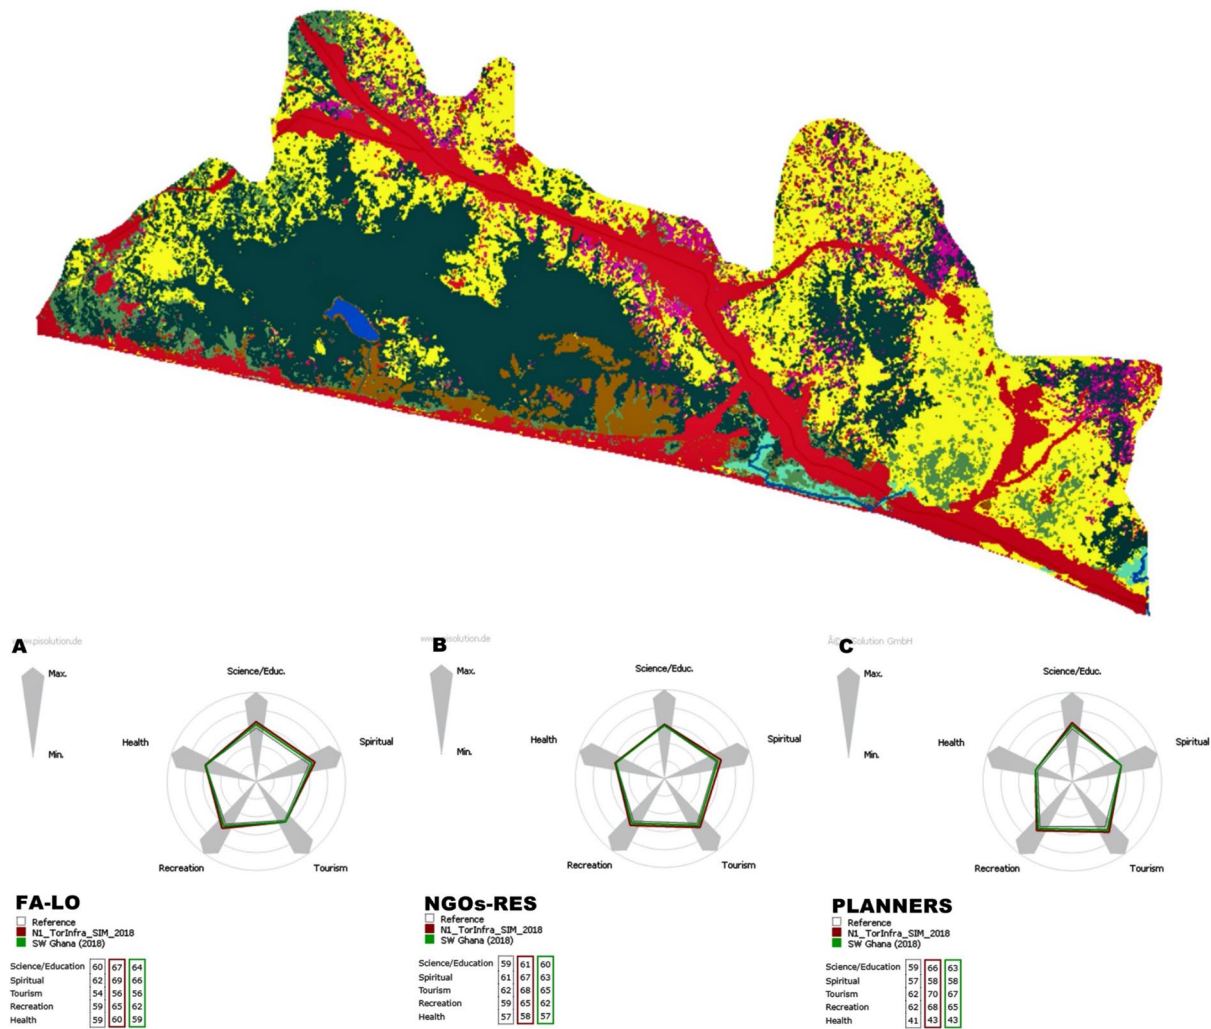 www.pisolution.de
A
Max.
Min.
Science/Educ.
Health
Spiritual
Recreation
Tourism
FA-LO
Reference
N1_TorInfra_SIM_2018
SW Ghana (2018)
Science/Education 60 67 64
Spiritual 62 69 66
Tourism 54 56 56
Recreation 59 65 62
Health 59 60 59
B
Max.
Min.
Science/Educ.
Health
Spiritual
Recreation
Tourism
NGOs-RES
Reference
N1_TorInfra_SIM_2018
SW Ghana (2018)
Science/Education 59 61 60
Spiritual 61 67 63
Tourism 62 68 65
Recreation 59 65 62
Health 57 58 57
GmbH
C
Max.
Min.
Science/Educ.
Health
Spiritual
Recreation
Tourism
PLANNERS
Reference
N1_TorInfra_SIM_2018
SW Ghana (2018)
Science/Education 59 66 63
Spiritual 57 58 58
Tourism 62 70 67
Recreation 62 68 65
Health 41 43 43